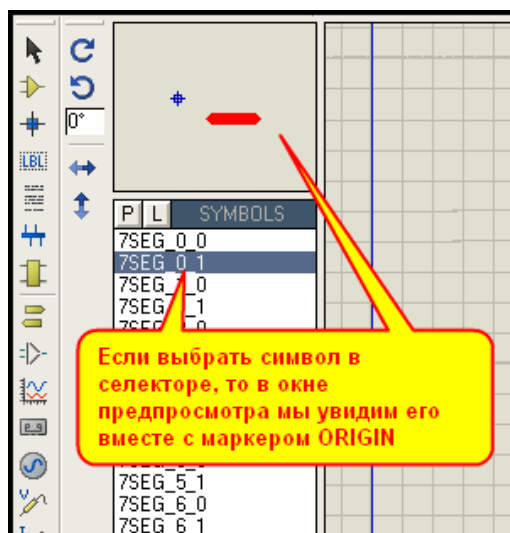 0°
LBL
P L SYMBOLS
7SEG_0_0
7SEG_0_1
Если выбрать символ в
селекторе, то в окне
предпросмотра мы увидим его
вместе с маркером ORIGIN
7SEG_5_1
7SEG_6_0
7SEG_6_1